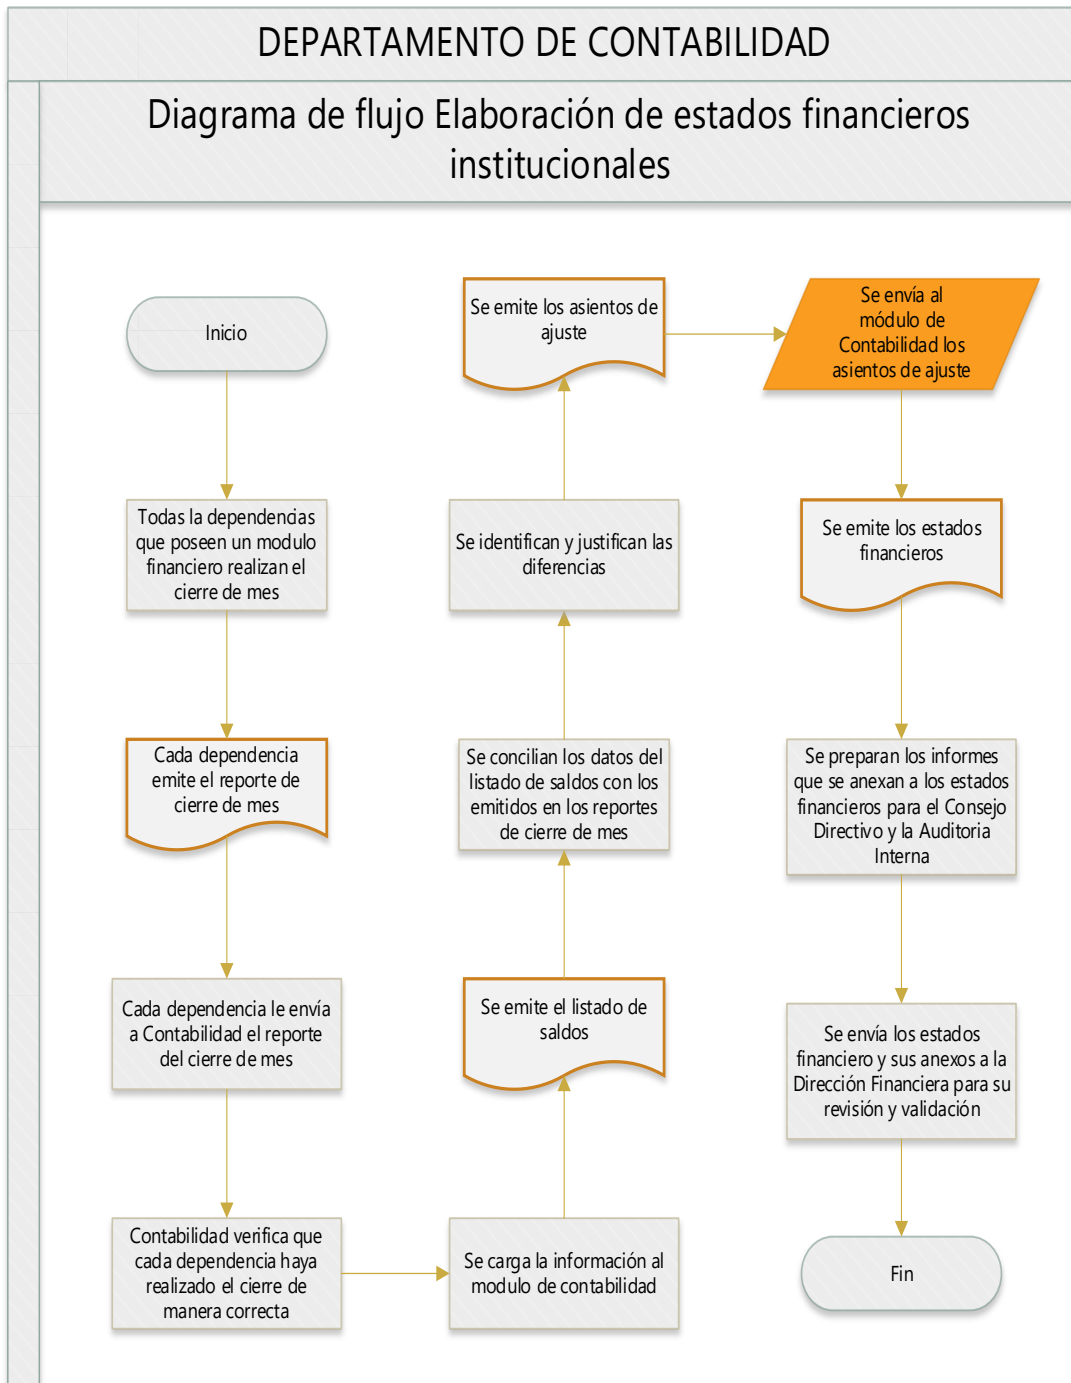 DEPARTAMENTO DE CONTABILIDAD
Diagrama de flujo Elaboración de estados financieros
institucionales
Inicio
Todas la dependencias
que poseen un modulo
financiero realizan el
cierre de mes
Cada dependencia
emite el reporte de
cierre de mes
Cada dependencia le envía
a Contabilidad el reporte
del cierre de mes
Contabilidad verifica que
cada dependencia haya
realizado el cierre de
manera correcta
Se carga la información al
modulo de contabilidad
Se emite el listado de
saldos
Se concilian los datos del
listado de saldos con los
emitidos en los reportes
de cierre de mes
Se identifican y justifican las
diferencias
Se emite los asientos de
ajuste
Se envía al
módulo de
Contabilidad los
asientos de ajuste
Se emite los estados
financieros
Se preparan los informes
que se anexan a los estados
financieros para el Consejo
Directivo y la Auditoria
Interna
Se envía los estados
financiero y sus anexos a la
Dirección Financiera para su
revisión y validación
Fin